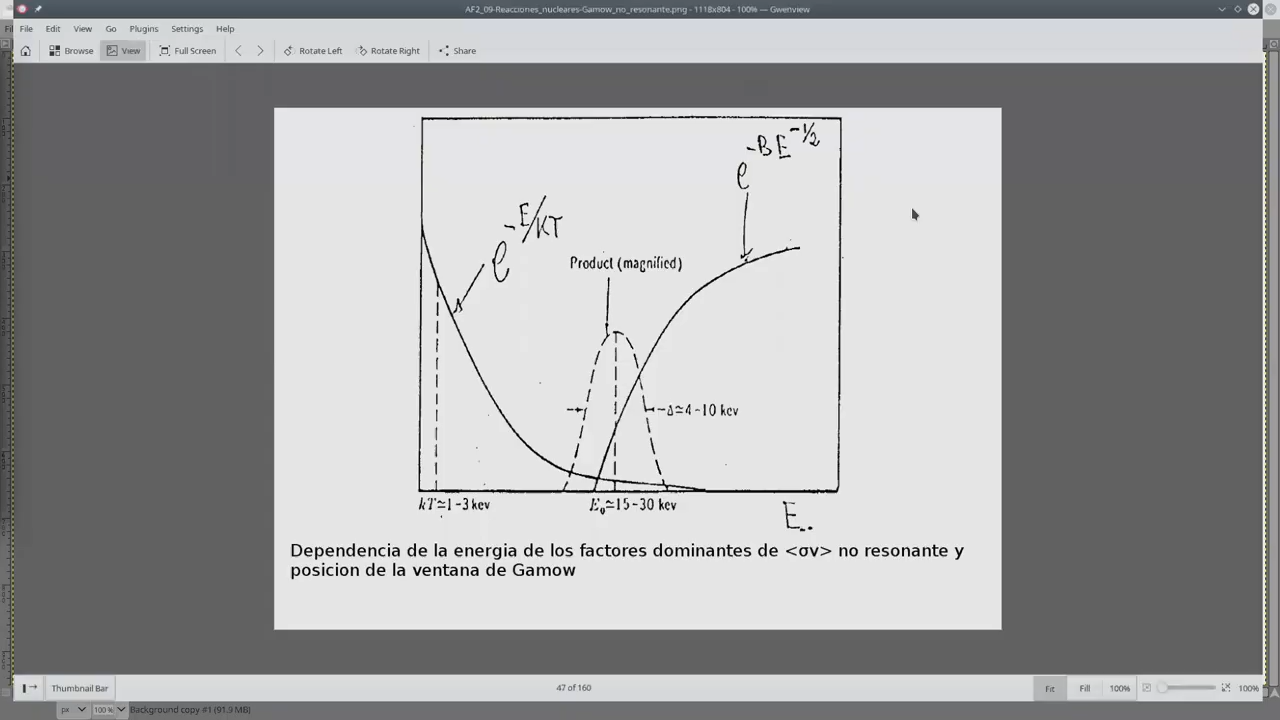 AF2_09-Reacciones_nucleares-Gamow_no_resonante.png - 1118x804 - 100% — Gwenview
File Edit View Go Plugins Settings Help
Browse View Full Screen Rotate Left Rotate Right Share
e^-BE^-1/2
e^-E/KT
Product (magnified)
Δ≃4-10 kev
kT≃1-3 kev
E₀≃15-30 kev
E
Dependencia de la energia de los factores dominantes de <σv> no resonante y
posicion de la ventana de Gamow
Thumbnail Bar
47 of 160
Fit Fill 100% 100%
px 100% Background copy #1 (91.9 MB)